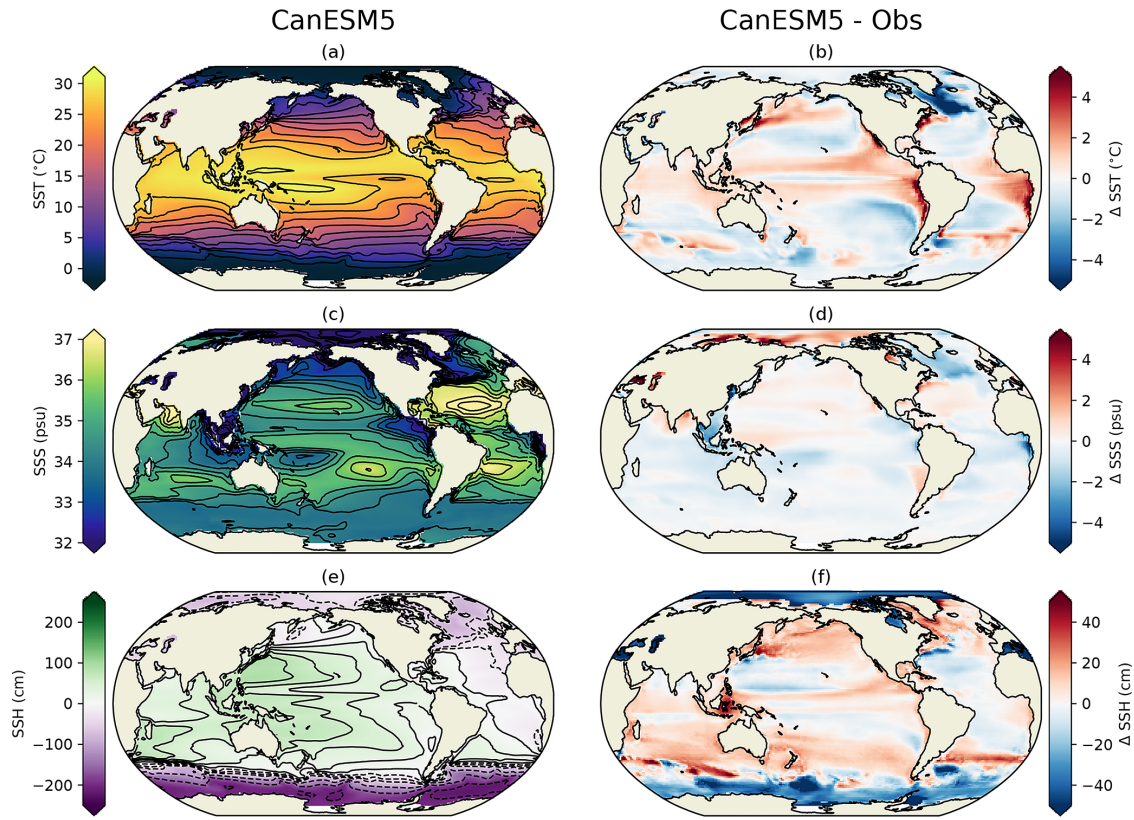 CanESM5
CanESM5 - Obs
(a)
(b)
30
25
20
15
10
5
0
SST (°C)
4
2
0
−2
−4
Δ SST (°C)
(c)
(d)
37
36
35
34
33
32
SSS (psu)
4
2
0
−2
−4
Δ SSS (psu)
(e)
(f)
200
100
0
−100
−200
SSH (cm)
40
20
0
−20
−40
Δ SSH (cm)